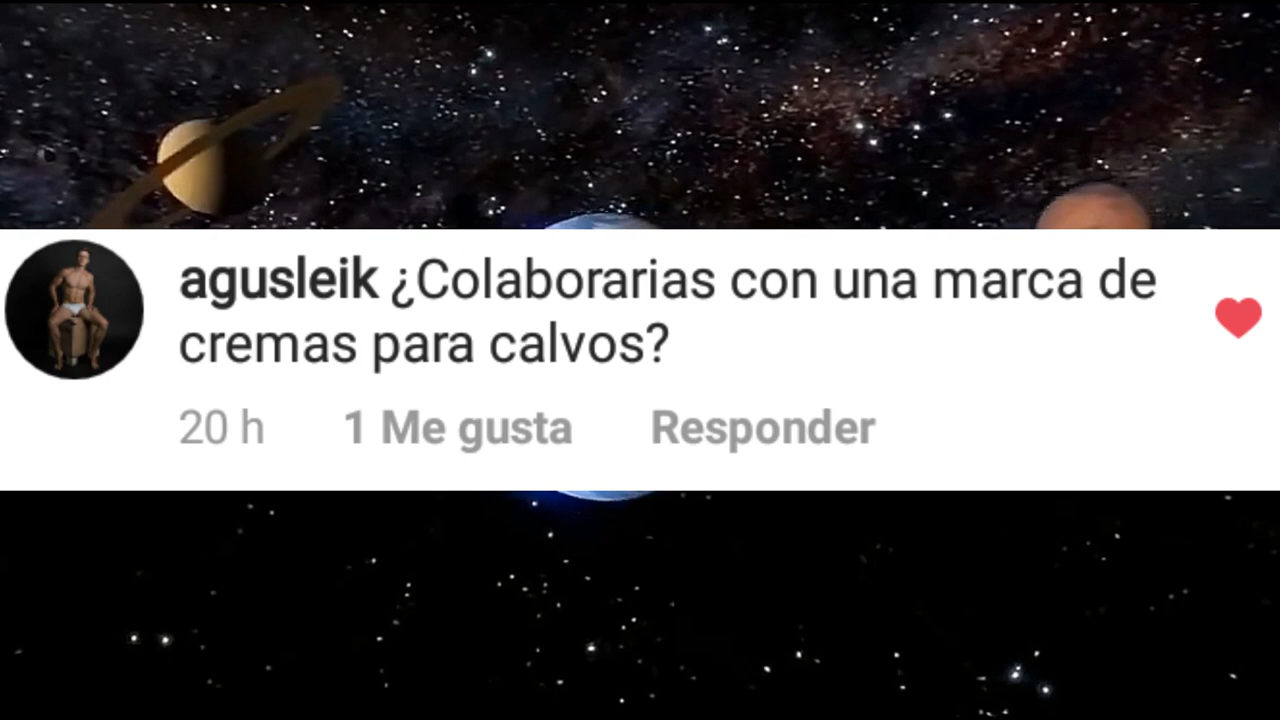 agusleik ¿Colaborarias con una marca de
cremas para calvos?
20 h 1 Me gusta Responder